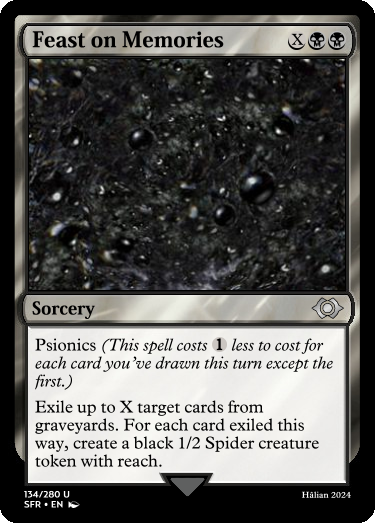 Feast on Memories X
Sorcery
Psionics (This spell costs 1 less to cost for
each card you've drawn this turn except the
first.)
Exile up to X target cards from
graveyards. For each card exiled this
way, create a black 1/2 Spider creature
token with reach.
134/280 U
SFR • EN
Hālian 2024